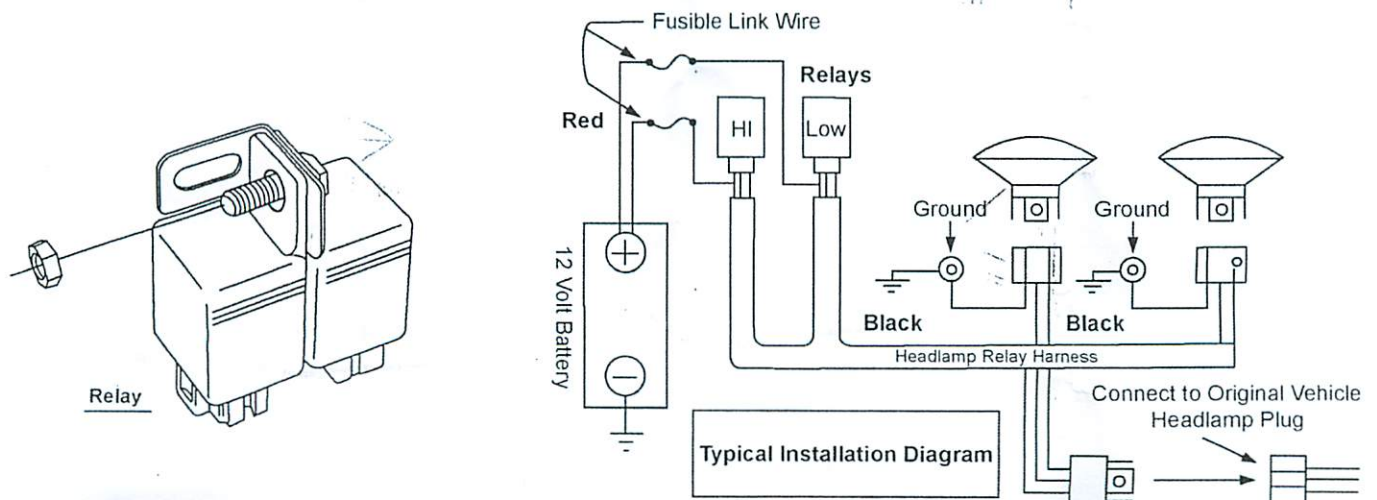 Fusible Link Wire
Relays
Red
HI
Low
Ground
Ground
12 Volt Battery
Black
Black
Headlamp Relay Harness
Relay
Connect to Original Vehicle
Headlamp Plug
Typical Installation Diagram